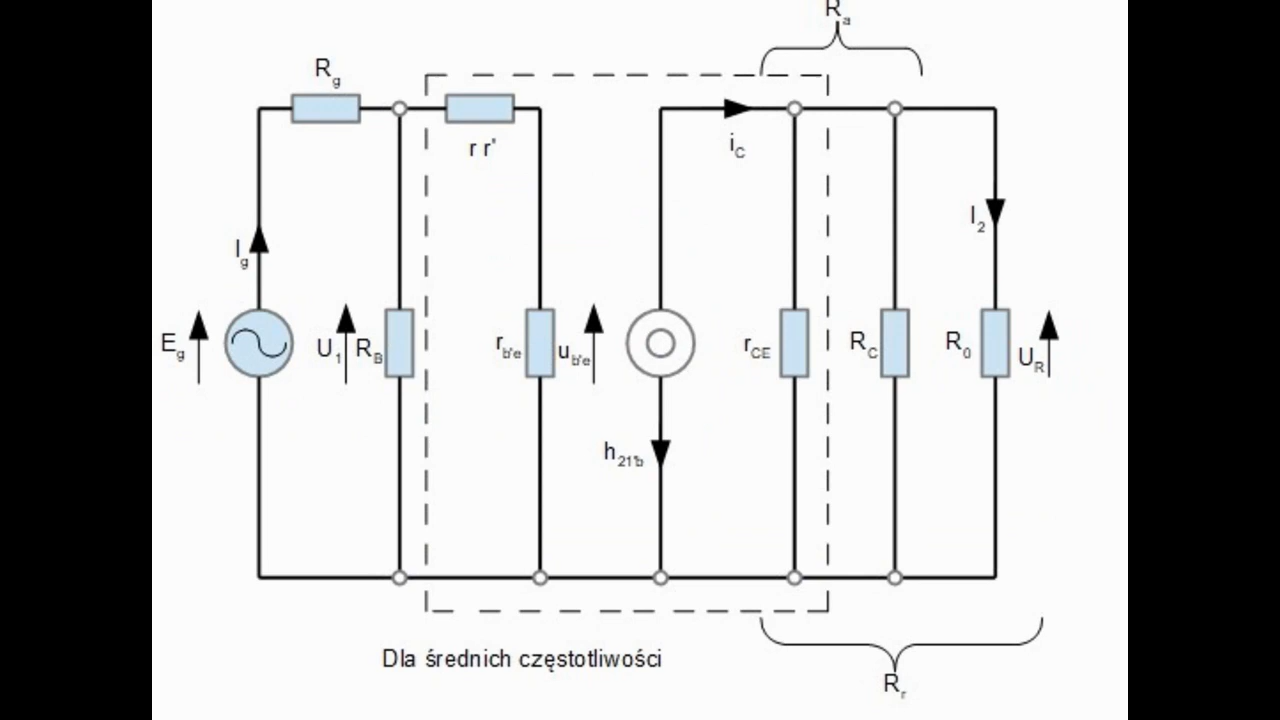 Ra
Rg
r r'
iC
I2
Ig
Eg
U1
RB
rb'e
ub'e
rCE
RC
R0
UR
h21'b
Dla średnich częstotliwości
Rr